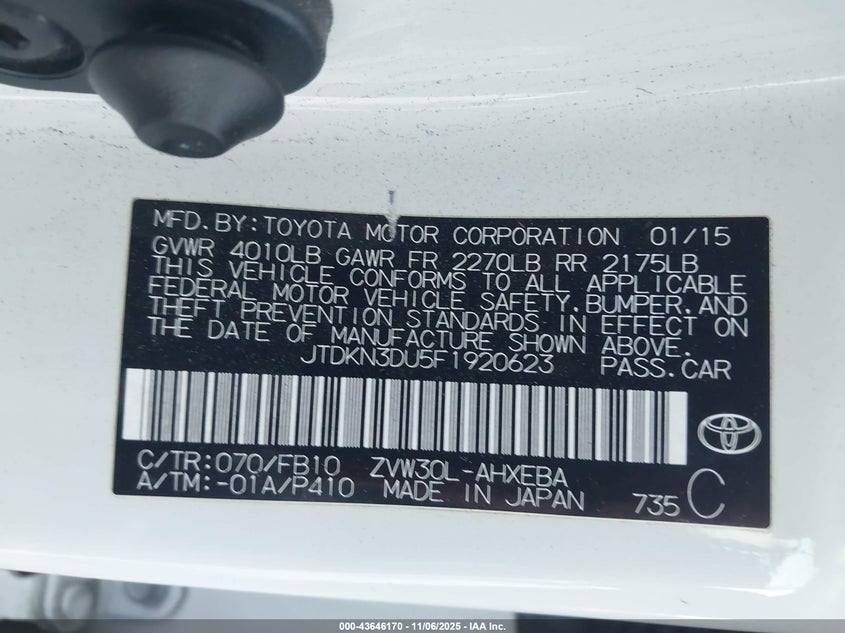 MFD.BY:TOYOTA MOTOR CORPORATION 01/15
GVWR 4010LB GAWR FR 2270LB RR 2175LB
THIS VEHICLE CONFORMS TO ALL APPLICABLE
FEDERAL MOTOR VEHICLE SAFETY,BUMPER,AND
THEFT PREVENTION STANDARDS IN EFFECT ON
THE DATE OF MANUFACTURE SHOWN ABOVE.
JTDKN3DU5F1920623 PASS.CAR
C/TR:070/FB10 ZVW30L-AHXEBA
A/TM:-01A/P410 MADE IN JAPAN 735 C
000-43646170 - 11/06/2025 - IAA Inc.